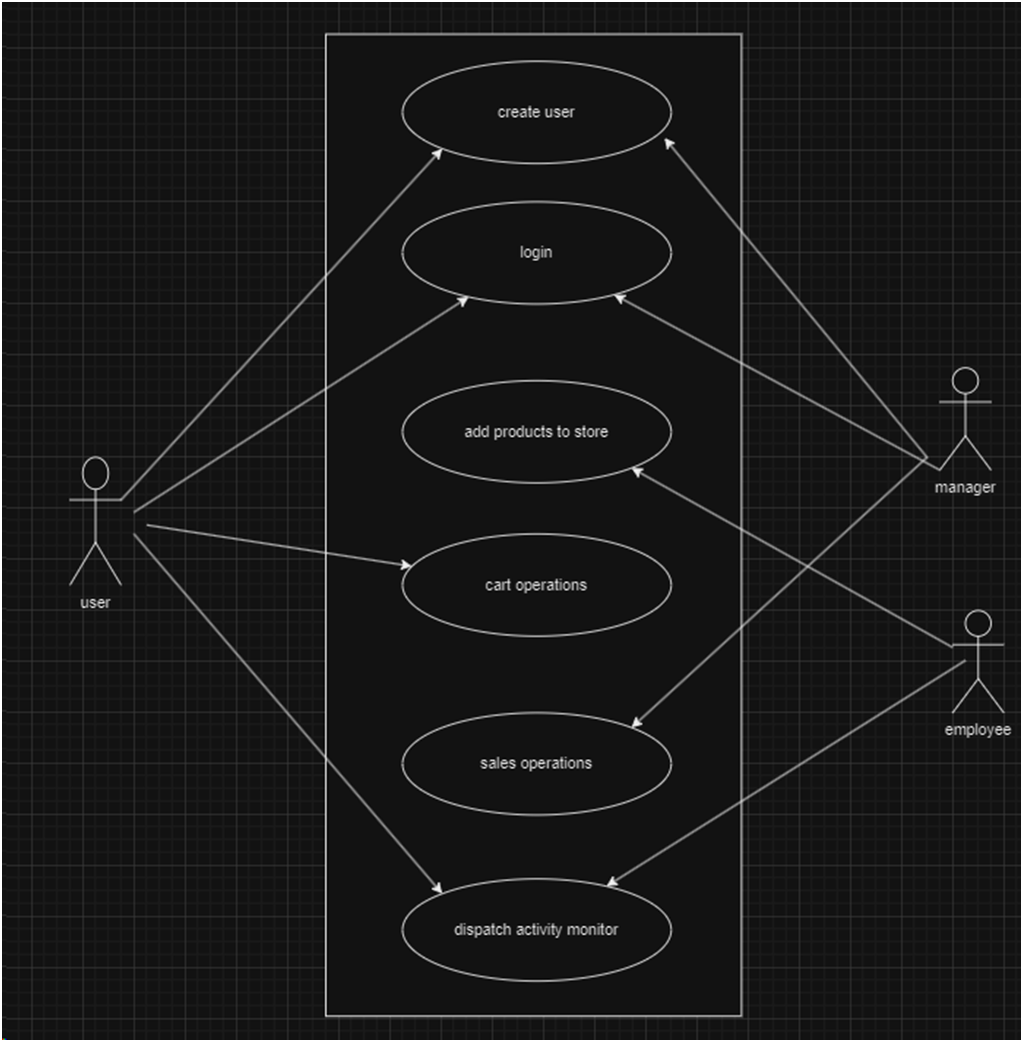 create user
login
add products to store
manager
cart operations
user
employee
sales operations
dispatch activity monitor